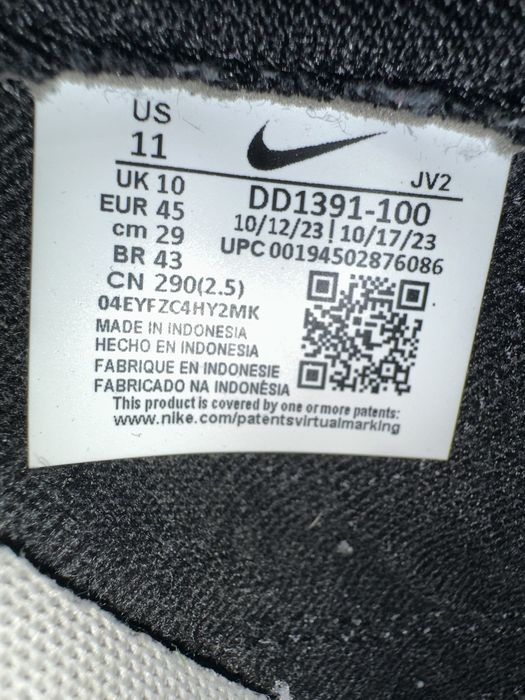 US
11
JV2
UK 10
DD1391-100
EUR 45
10/12/23 | 10/17/23
cm 29
UPC 00194502876086
BR 43
CN 290(2.5)
04EYFZC4HY2MK
MADE IN INDONESIA
HECHO EN INDONESIA
FABRIQUE EN INDONESIE
FABRICADO NA INDONÉSIA
This product is covered by one or more patents:
www.nike.com/patentsvirtualmarking